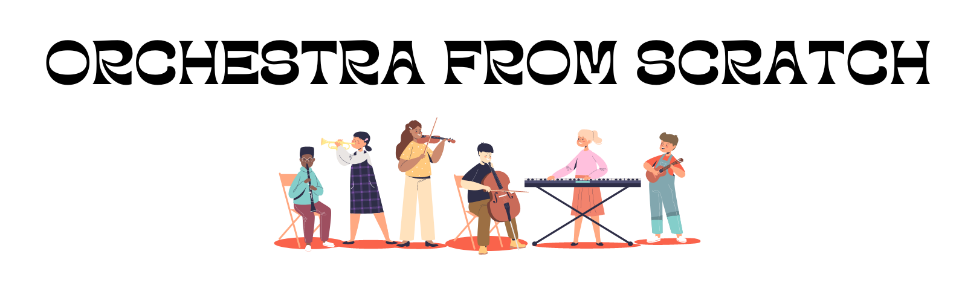 ORCHESTRA FROM SCRATCH